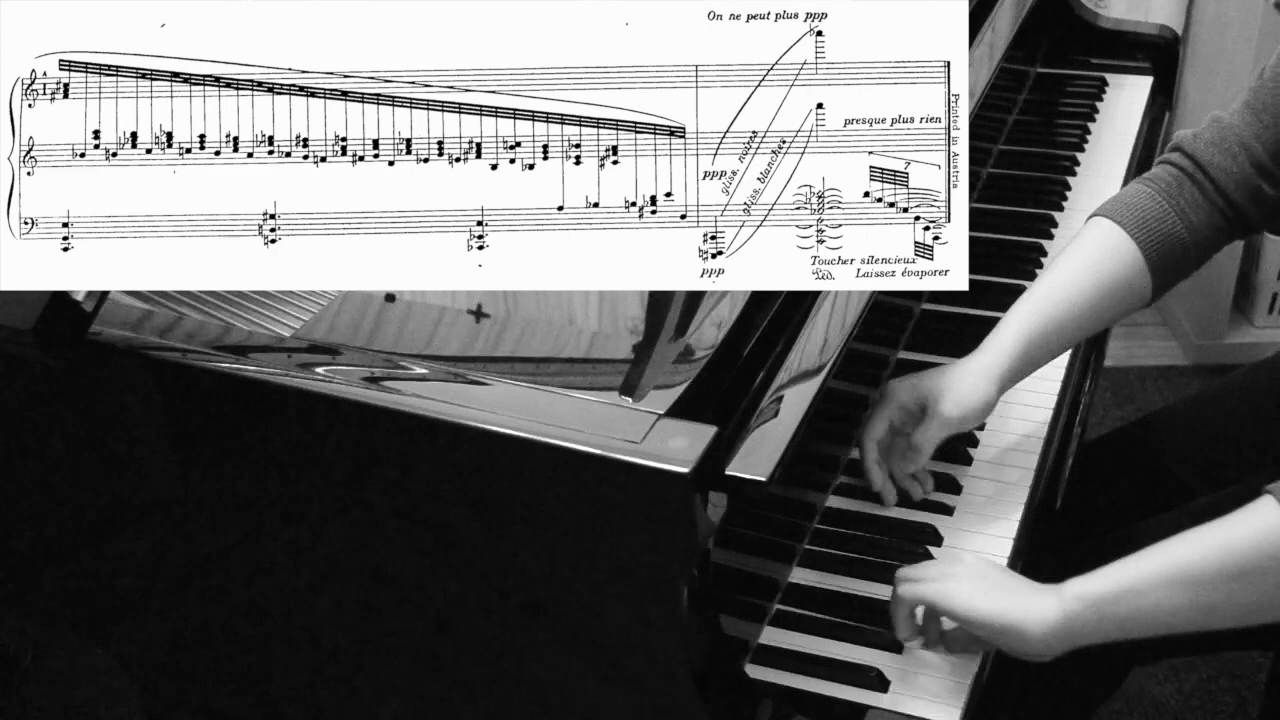 On ne peut plus ppp
presque plus rien
Printed in Austria
ppp
gliss. noires
gliss. blanches
7
ppp
Toucher silencieux
Ped. Laissez évaporer